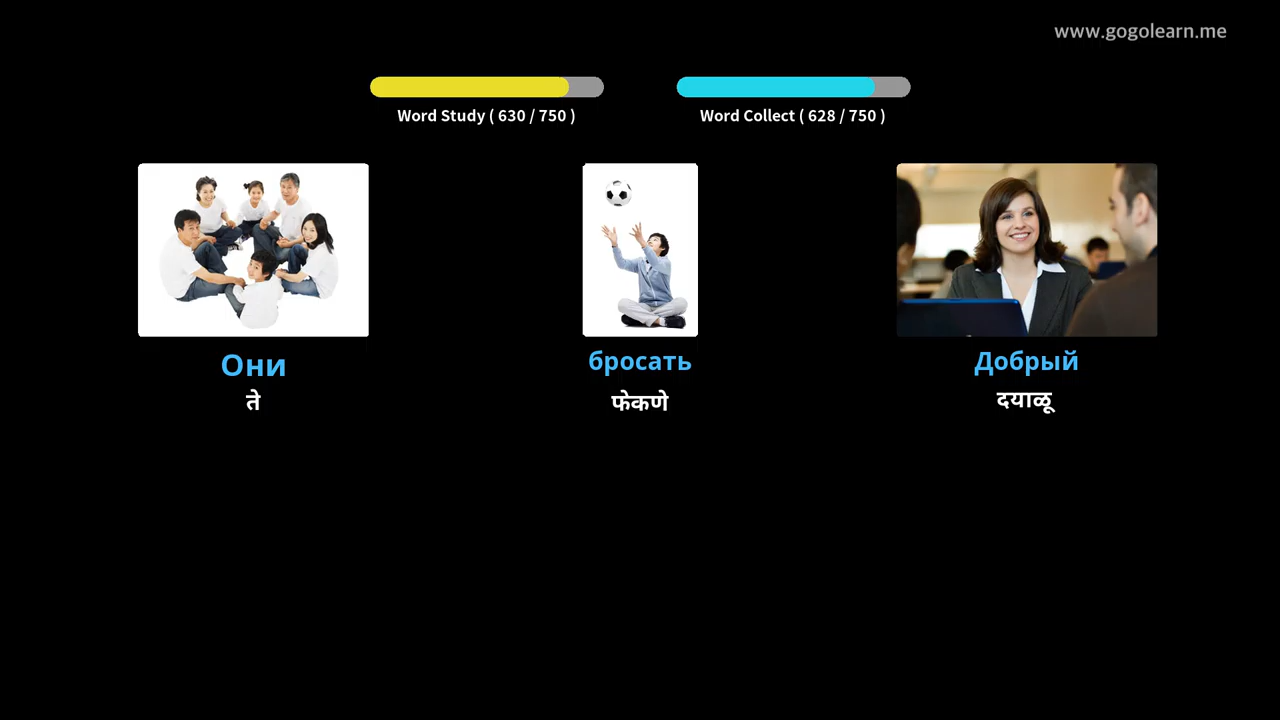 www.gogolearn.me
Word Study ( 630 / 750 )
Word Collect ( 628 / 750 )
Они
бросать
Добрый
ते
फेकणे
दयाळू